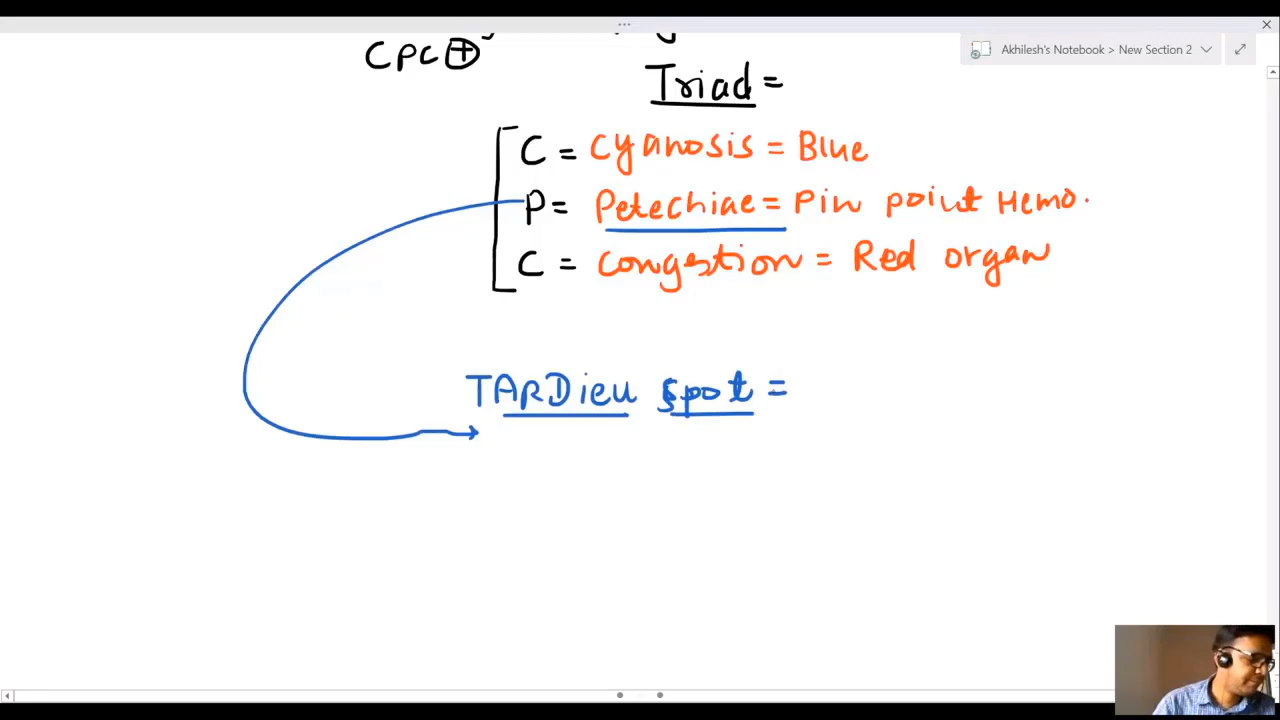 Akhilesh's Notebook > New Section 2
CPC⊕
Triad =
C = Cyanosis = Blue
P = Petechiae = Pin point Hemo.
C = Congestion = Red organ
TARDieu spot =